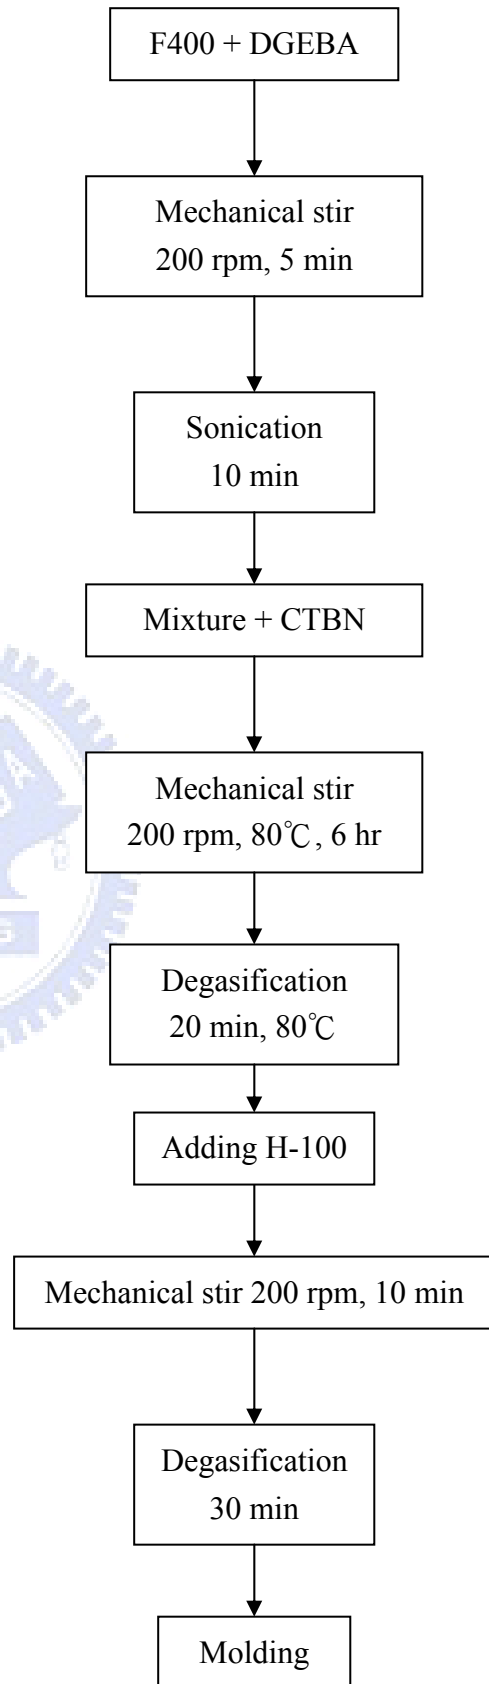 F400 + DGEBA
Mechanical stir
200 rpm, 5 min
Sonication
10 min
Mixture + CTBN
Mechanical stir
200 rpm, 80℃, 6 hr
Degasification
20 min, 80℃
Adding H-100
Mechanical stir 200 rpm, 10 min
Degasification
30 min
Molding